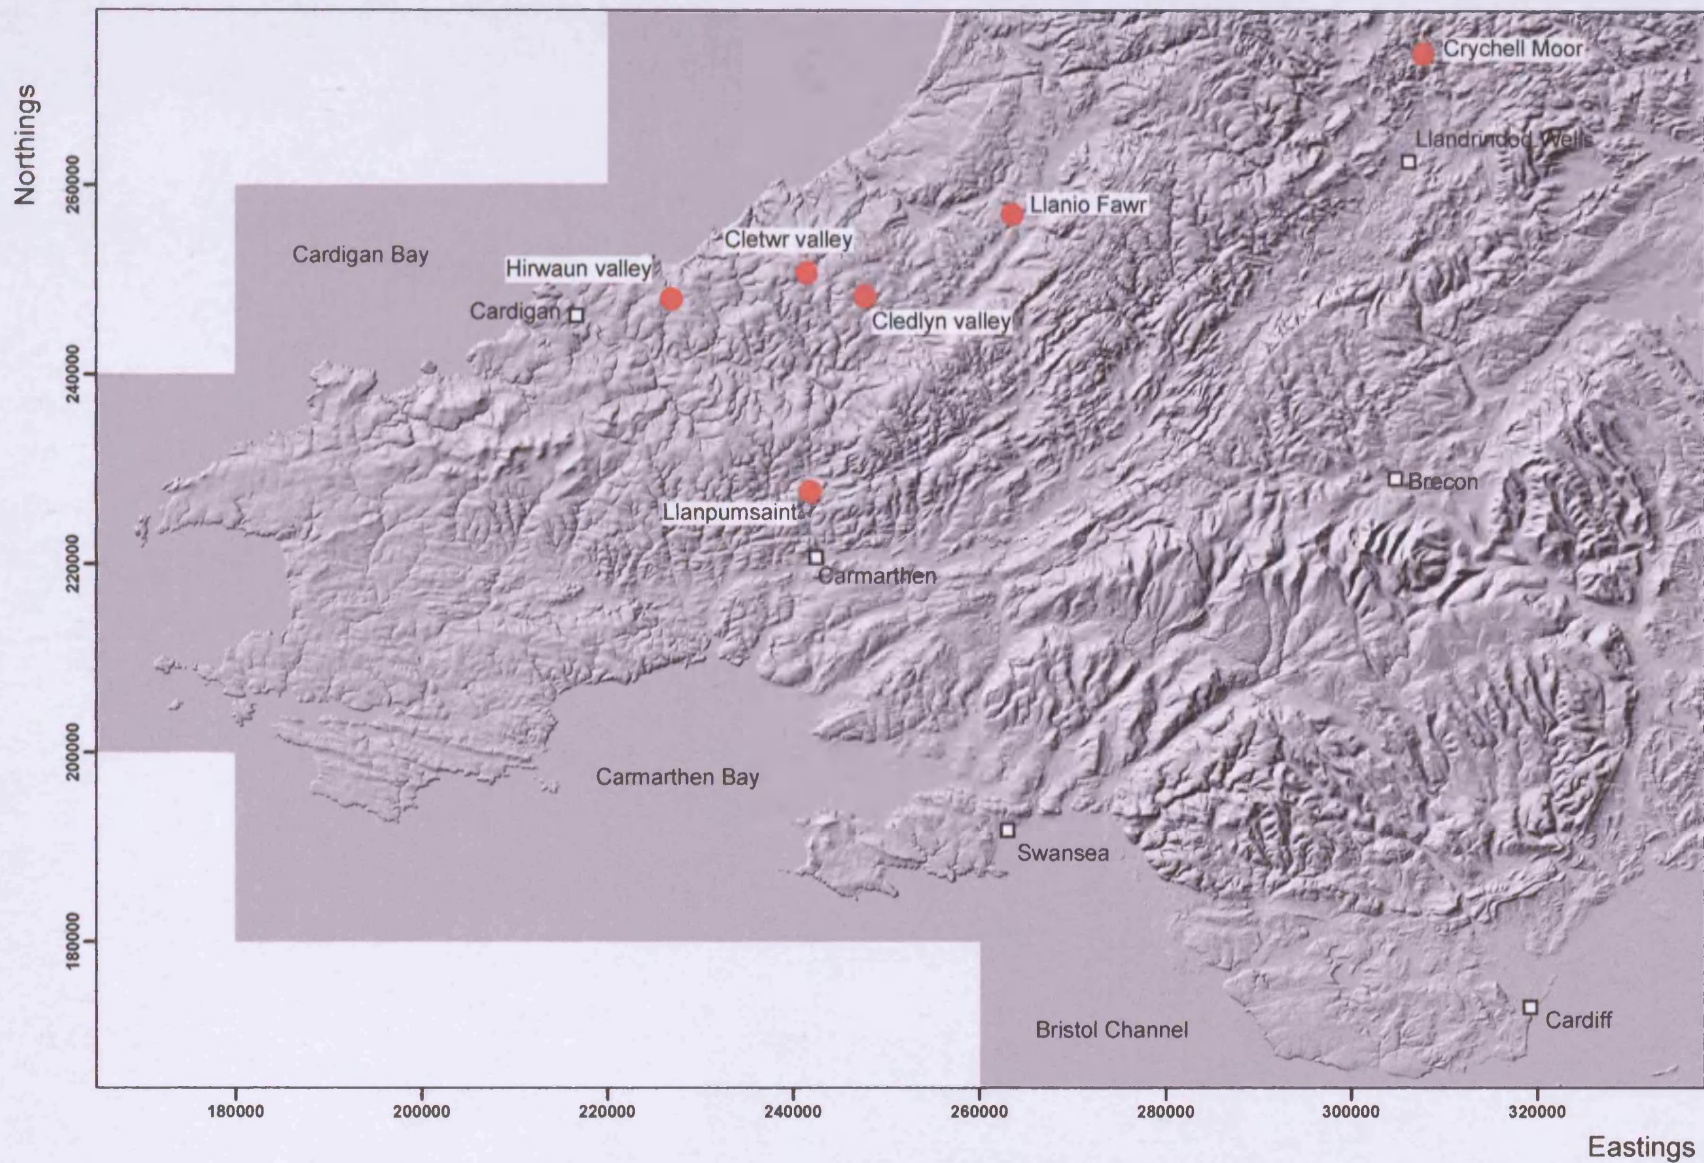 Northings
Crychell Moor
Llandrindod Wells
260000
Llanio Fawr
Cletwr valley
Cardigan Bay
Hirwaun valley
Cardigan
Cledlyn valley
240000
Brecon
Llanpumsaint
220000
Carmarthen
200000
Carmarthen Bay
Swansea
180000
Cardiff
Bristol Channel
180000 200000 220000 240000 260000 280000 300000 320000
Eastings